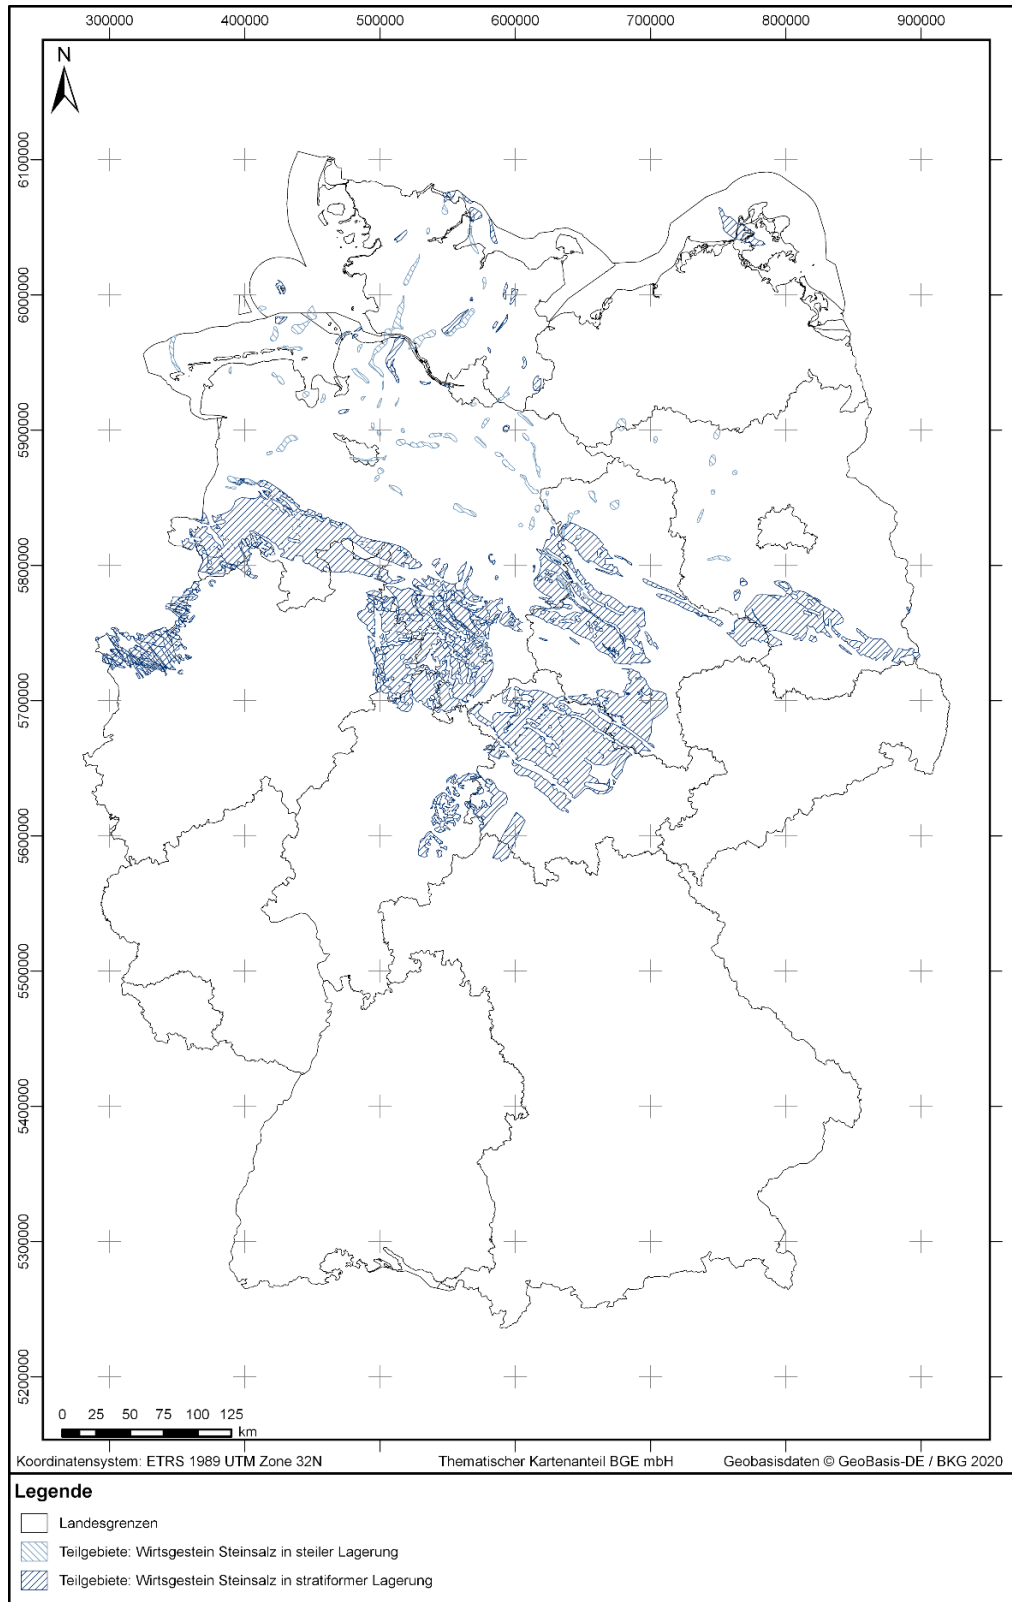 300000 400000 500000 600000 700000 800000 900000
N
6100000
6000000
5900000
5800000
5700000
5600000
5500000
5400000
5300000
5200000
0 25 50 75 100 125
km
Koordinatensystem: ETRS 1989 UTM Zone 32N Thematischer Kartenanteil BGE mbH Geobasisdaten © GeoBasis-DE / BKG 2020
Legende
Landesgrenzen
Teilgebiete: Wirtsgestein Steinsalz in steiler Lagerung
Teilgebiete: Wirtsgestein Steinsalz in stratiformer Lagerung